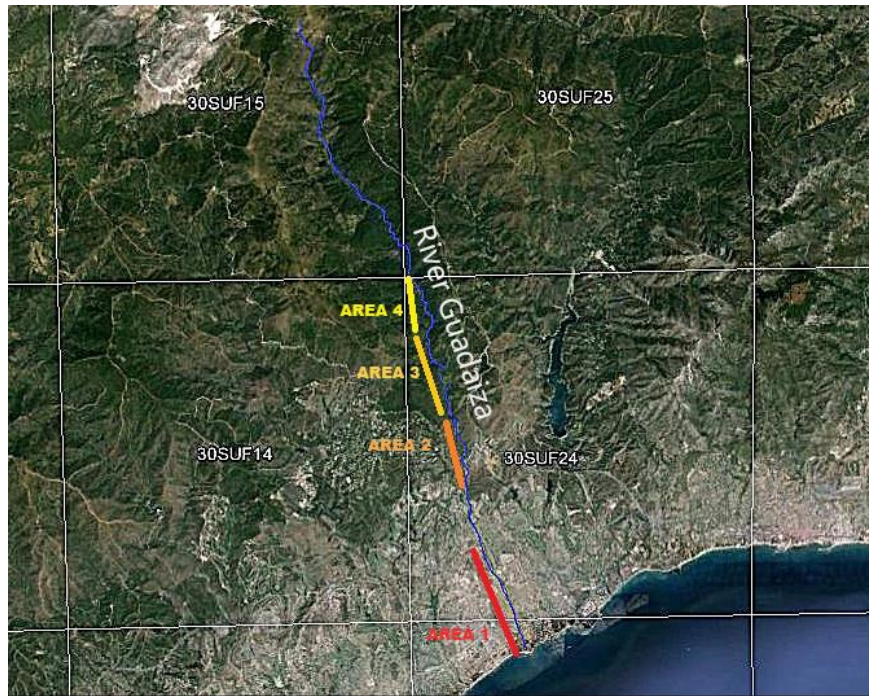 30SUF15
30SUF25
River Guadaiza
AREA 4
AREA 3
AREA 2
30SUF14
30SUF24
AREA 1